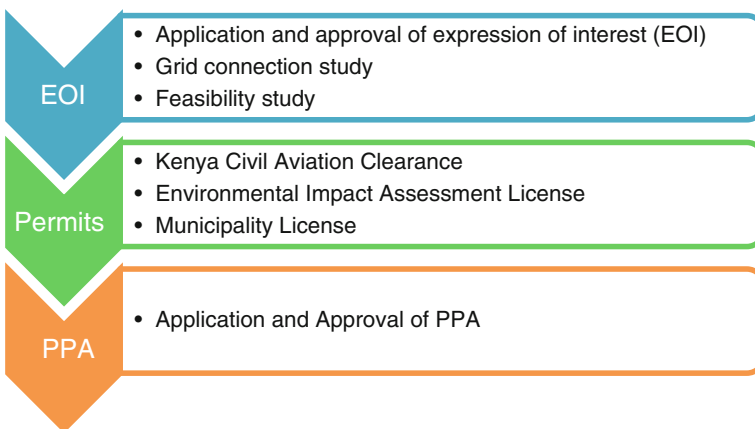 EOI
• Application and approval of expression of interest (EOI)
• Grid connection study
• Feasibility study
Permits
• Kenya Civil Aviation Clearance
• Environmental Impact Assessment License
• Municipality License
PPA
• Application and Approval of PPA